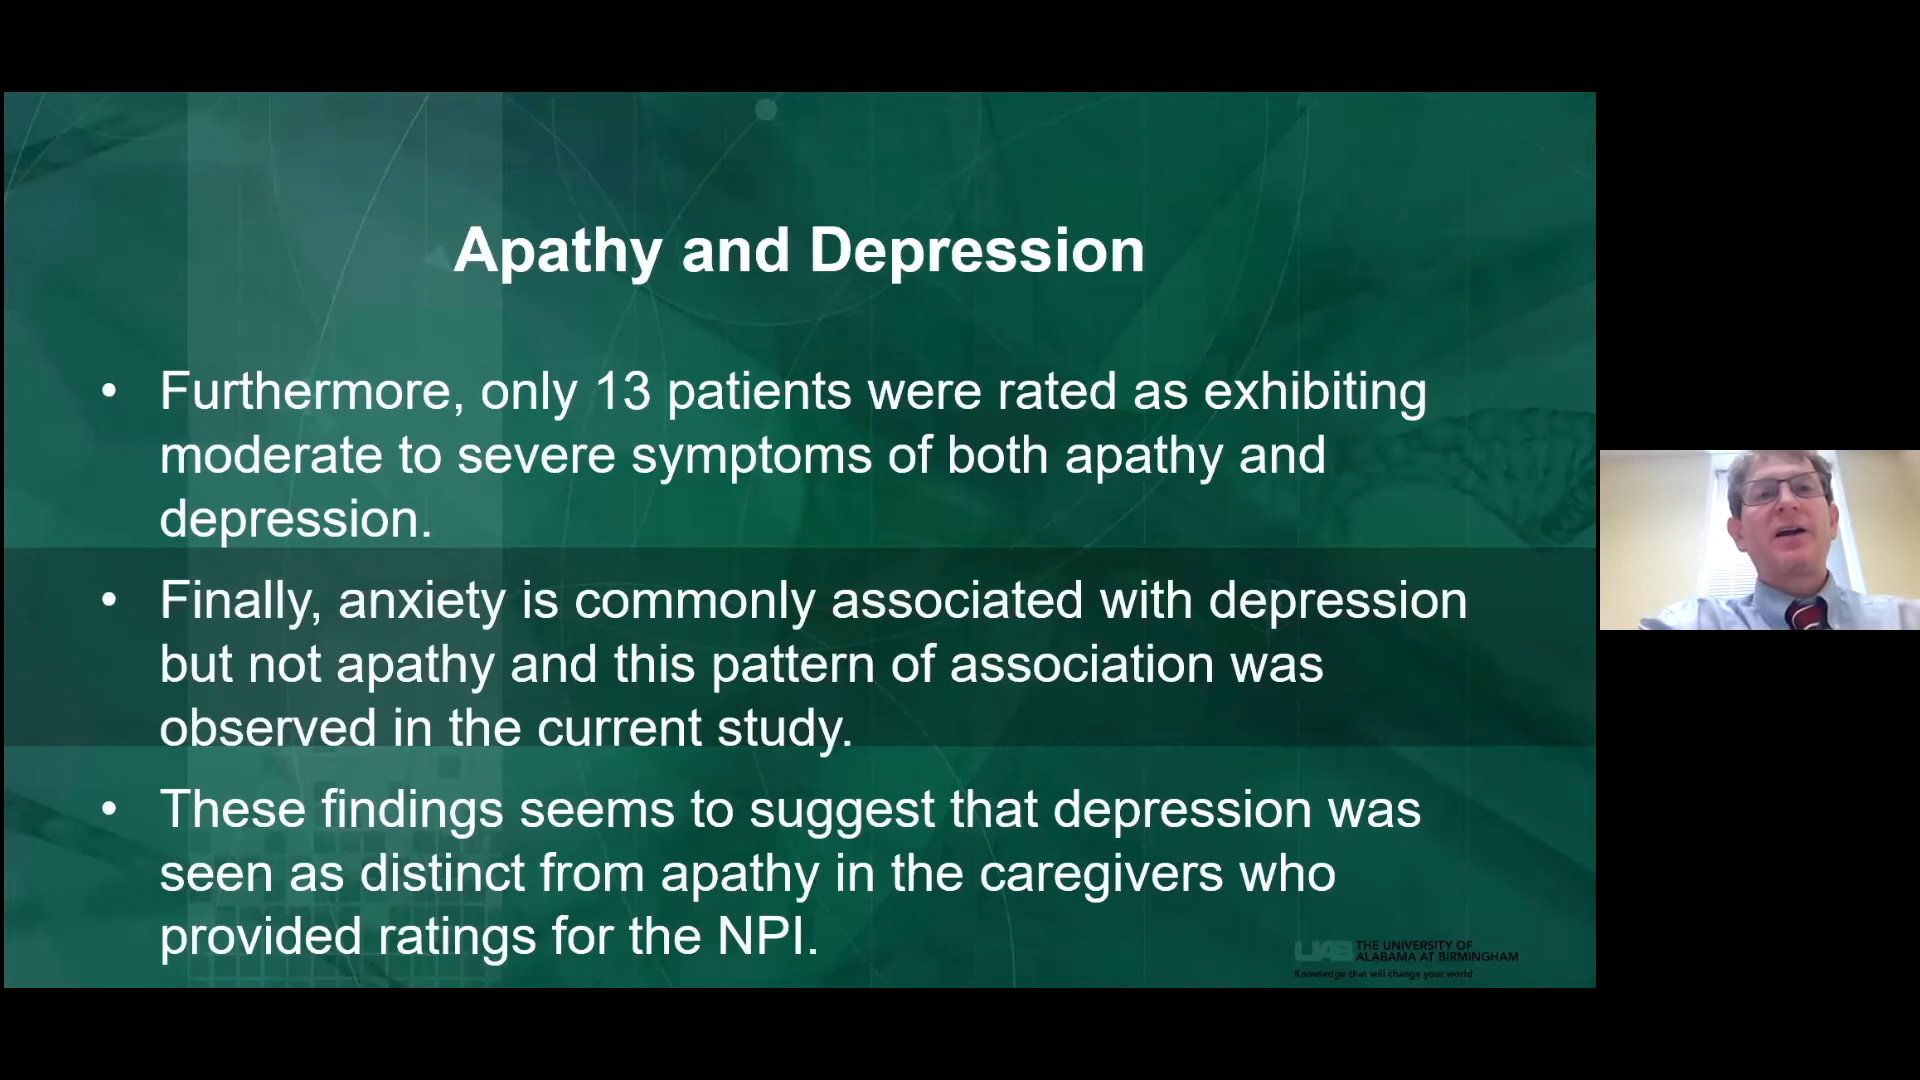 Apathy and Depression
• Furthermore, only 13 patients were rated as exhibiting
moderate to severe symptoms of both apathy and
depression.
• Finally, anxiety is commonly associated with depression
but not apathy and this pattern of association was
observed in the current study.
• These findings seems to suggest that depression was
seen as distinct from apathy in the caregivers who
provided ratings for the NPI.
UAB THE UNIVERSITY OF
ALABAMA AT BIRMINGHAM
Knowledge that will change your world